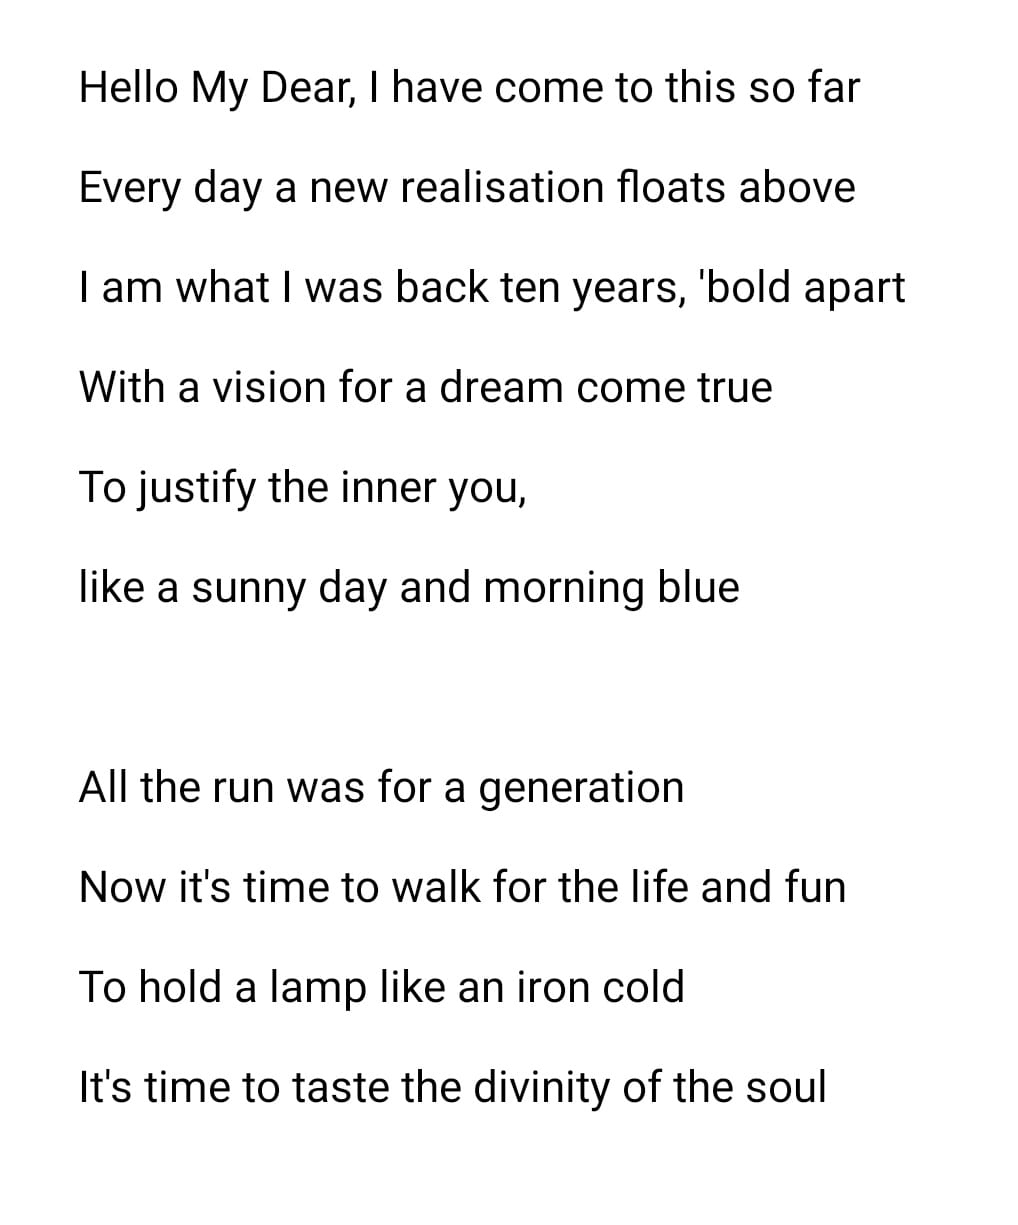 Hello My Dear, I have come to this so far
Every day a new realisation floats above
I am what I was back ten years, 'bold apart
With a vision for a dream come true
To justify the inner you,
like a sunny day and morning blue
All the run was for a generation
Now it's time to walk for the life and fun
To hold a lamp like an iron cold
It's time to taste the divinity of the soul